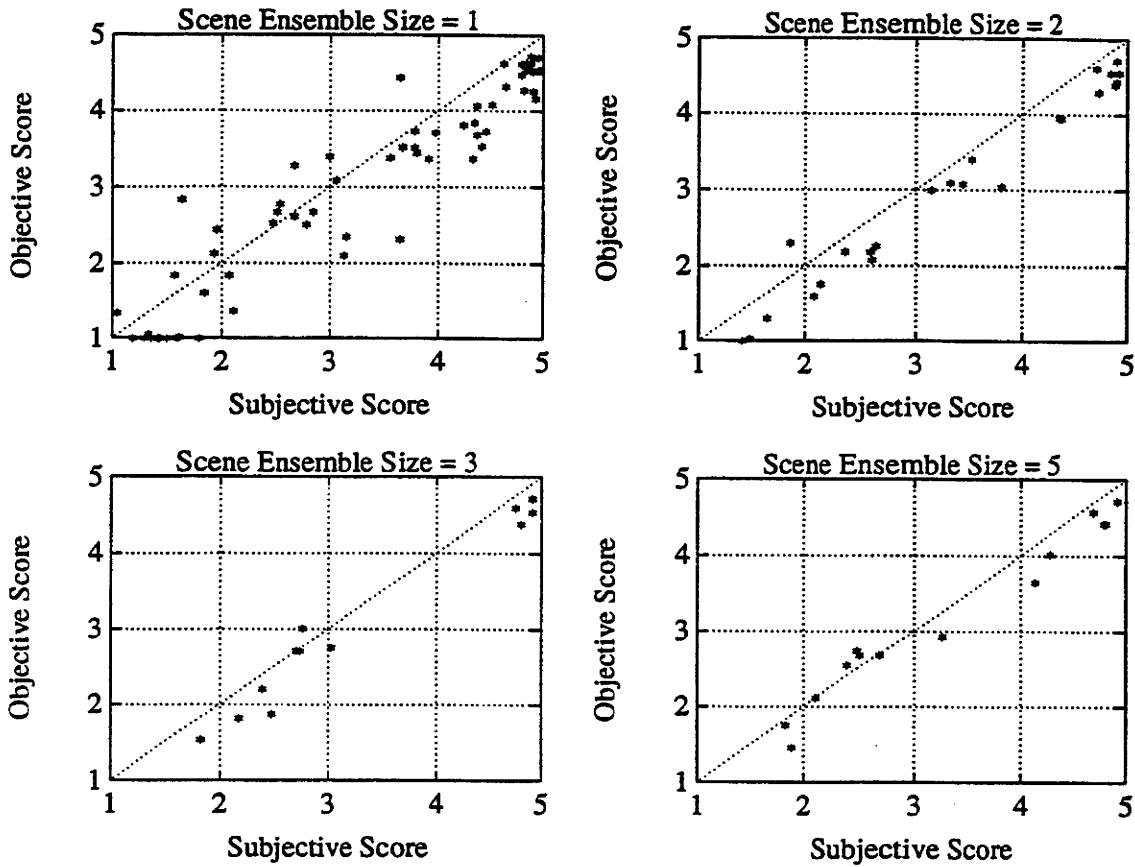 Scene Ensemble Size = 1
5
4
3
2
1
Objective Score
1 2 3 4 5
Subjective Score
Scene Ensemble Size = 2
5
4
3
2
1
Objective Score
1 2 3 4 5
Subjective Score
Scene Ensemble Size = 3
5
4
3
2
1
Objective Score
1 2 3 4 5
Subjective Score
Scene Ensemble Size = 5
5
4
3
2
1
Objective Score
1 2 3 4 5
Subjective Score